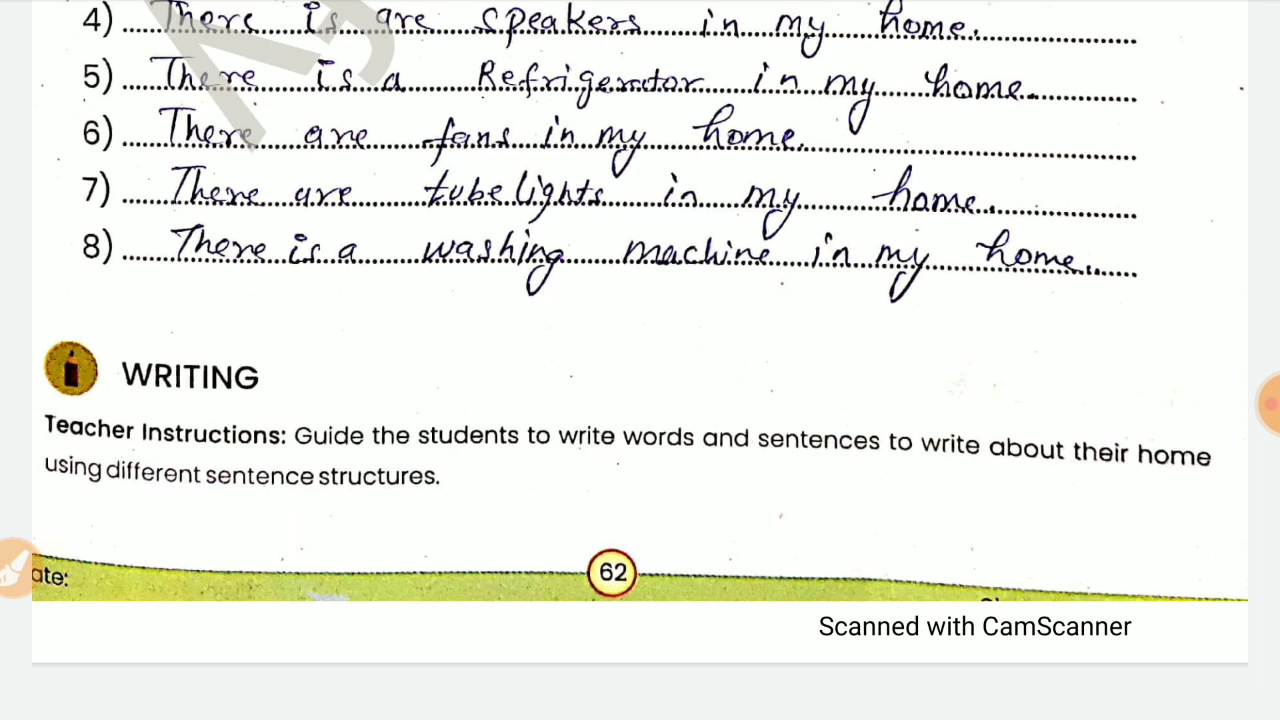 4) There is are speakers in my home.
5) There is a Refrigerator in my home.
6) There are fans in my home.
7) There are tube lights in my home.
8) There is a washing machine in my home.
WRITING
Teacher Instructions: Guide the students to write words and sentences to write about their home
using different sentence structures.
ate:
62
Scanned with CamScanner